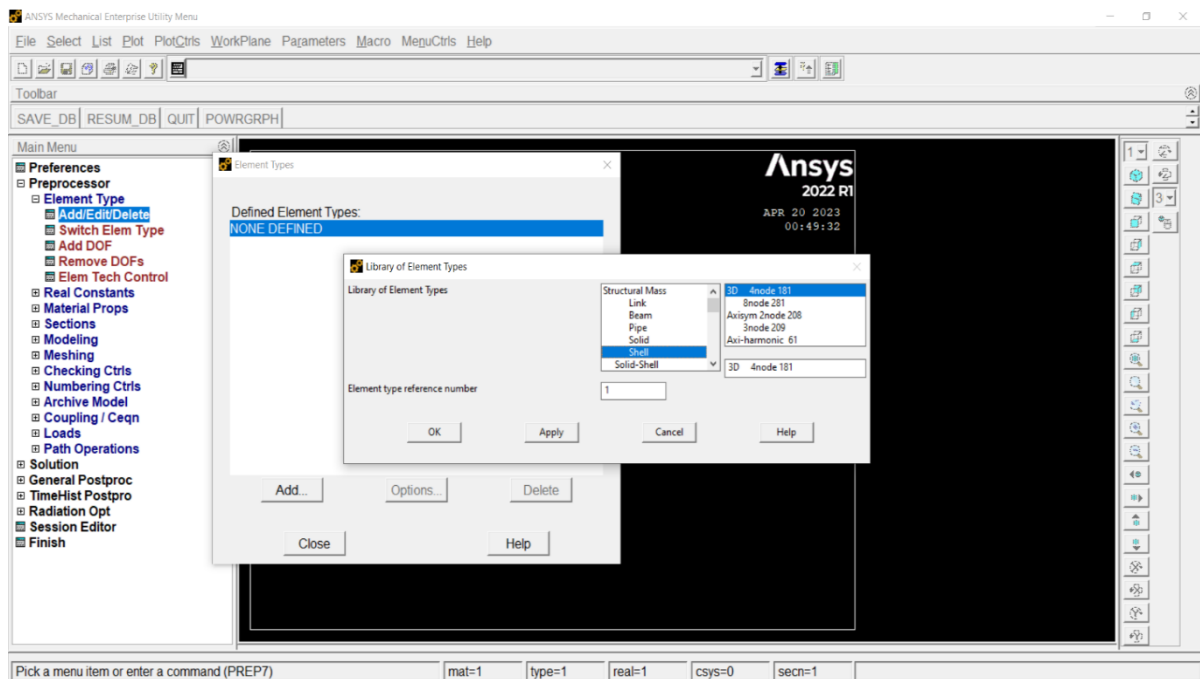 ANSYS Mechanical Enterprise Utility Menu
File Select List Plot PlotCtrls WorkPlane Parameters Macro MenuCtrls Help
Toolbar
SAVE_DB RESUM_DB QUIT POWRGRPH
Main Menu
Preferences
Preprocessor
Element Type
Add/Edit/Delete
Switch Elem Type
Add DOF
Remove DOFs
Elem Tech Control
Real Constants
Material Props
Sections
Modeling
Meshing
Checking Ctrls
Numbering Ctrls
Archive Model
Coupling / Ceqn
Loads
Path Operations
Solution
General Postproc
TimeHist Postpro
Radiation Opt
Session Editor
Finish
Element Types
Defined Element Types:
NONE DEFINED
Add...
Options...
Delete
Close
Help
Library of Element Types
Library of Element Types
Structural Mass
Link
Beam
Pipe
Solid
Shell
Solid-Shell
3D 4node 181
8node 281
Axisym 2node 208
3node 209
Axi-harmonic 61
3D 4node 181
Element type reference number
1
OK
Apply
Cancel
Help
Ansys
2022 R1
APR 20 2023
00:49:32
1
3
Pick a menu item or enter a command (PREP7)
mat=1
type=1
real=1
csys=0
secn=1